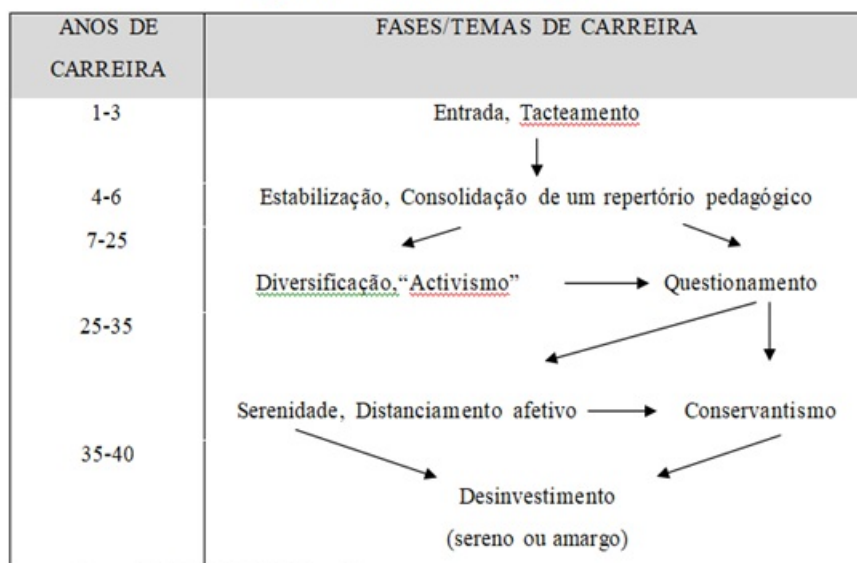 ANOS DE CARREIRA
FASES/TEMAS DE CARREIRA
1-3
Entrada, Tacteamento
4-6
Estabilização, Consolidação de um repertório pedagógico
7-25
Diversificação,“Activismo”
Questionamento
25-35
Serenidade, Distanciamento afetivo
Conservantismo
35-40
Desinvestimento
(sereno ou amargo)